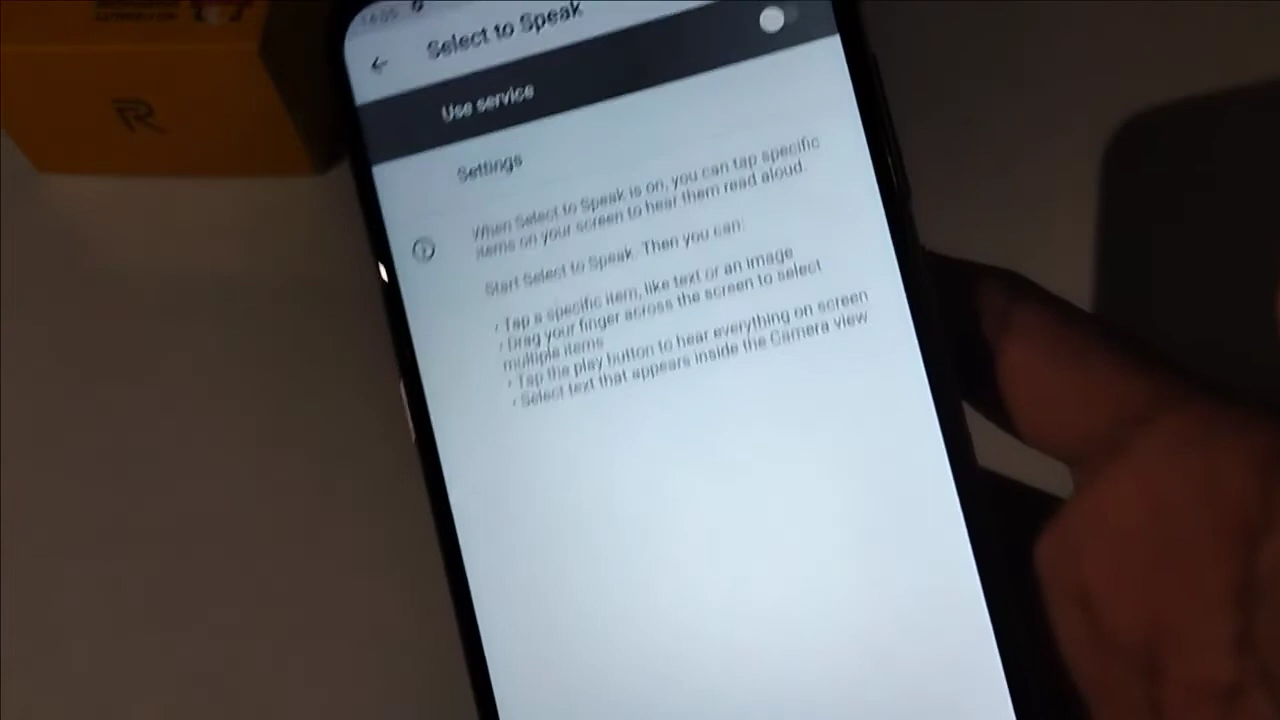 14:05
Select to Speak
Use service
Settings
When Select to Speak is on, you can tap specific
items on your screen to hear them read aloud.
Start Select to Speak. Then you can:
• Tap a specific item, like text or an image
• Drag your finger across the screen to select
multiple items
• Tap the play button to hear everything on screen
• Select text that appears inside the Camera view
R